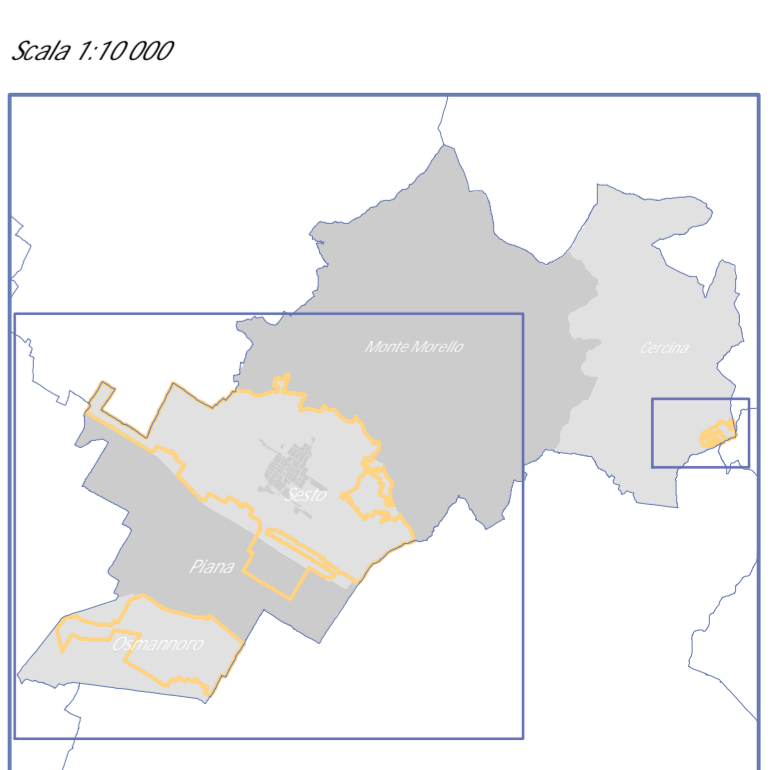 Scala 1:10 000
Monte Morello
Cercina
Sesto
Piana
Osmannoro